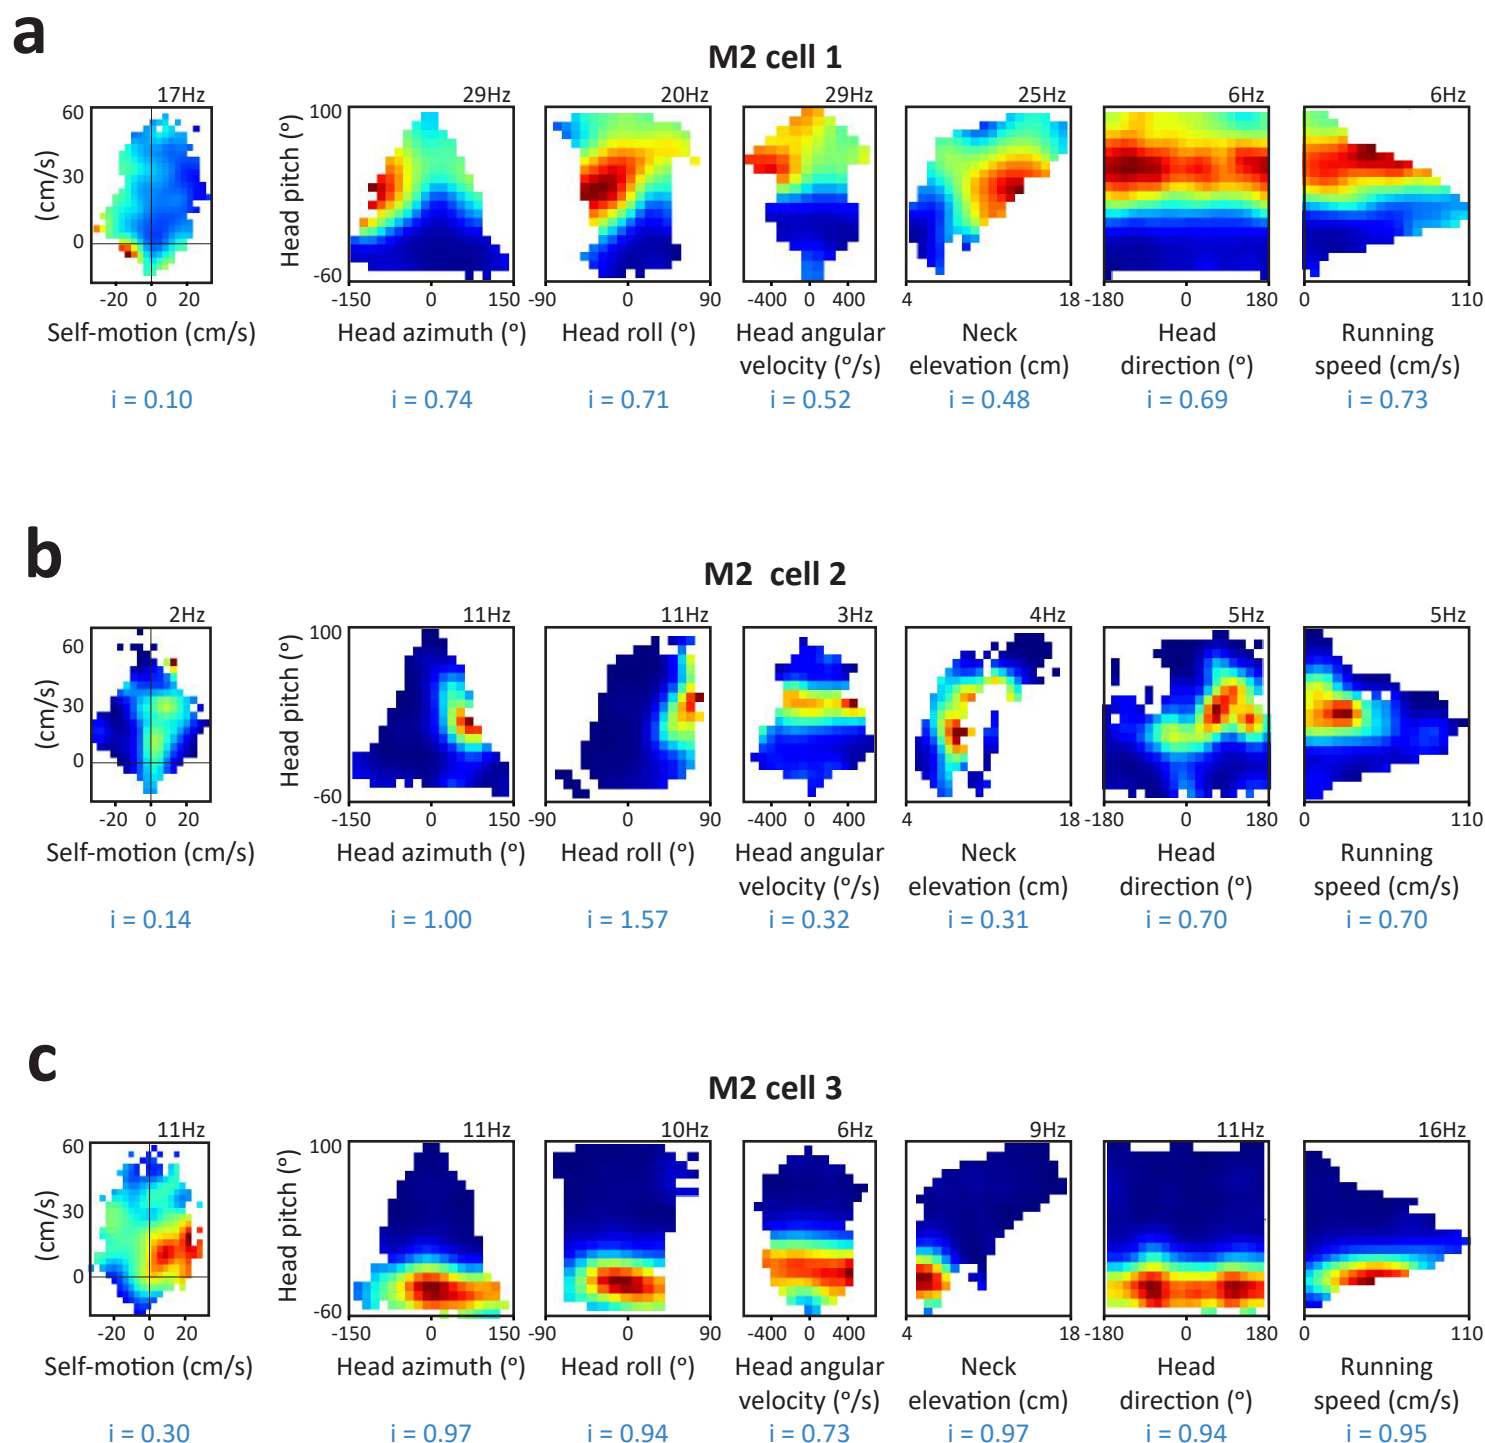 a
M2 cell 1
17Hz 29Hz 20Hz 29Hz 25Hz 6Hz 6Hz
60 30 0
(cm/s)
100 -60
Head pitch (°)
-20 0 20 -150 0 150 -90 0 90 -400 0 400 4 18 -180 0 180 0 110
Self-motion (cm/s) Head azimuth (°) Head roll (°) Head angular Neck Head Running
velocity (°/s) elevation (cm) direction (°) speed (cm/s)
i = 0.10 i = 0.74 i = 0.71 i = 0.52 i = 0.48 i = 0.69 i = 0.73
b
M2 cell 2
2Hz 11Hz 11Hz 3Hz 4Hz 5Hz 5Hz
60 30 0
(cm/s)
100 -60
Head pitch (°)
-20 0 20 -150 0 150 -90 0 90 -400 0 400 4 18 -180 0 180 0 110
Self-motion (cm/s) Head azimuth (°) Head roll (°) Head angular Neck Head Running
velocity (°/s) elevation (cm) direction (°) speed (cm/s)
i = 0.14 i = 1.00 i = 1.57 i = 0.32 i = 0.31 i = 0.70 i = 0.70
c
M2 cell 3
11Hz 11Hz 10Hz 6Hz 9Hz 11Hz 16Hz
60 30 0
(cm/s)
100 -60
Head pitch (°)
-20 0 20 -150 0 150 -90 0 90 -400 0 400 4 18 -180 0 180 0 110
Self-motion (cm/s) Head azimuth (°) Head roll (°) Head angular Neck Head Running
velocity (°/s) elevation (cm) direction (°) speed (cm/s)
i = 0.30 i = 0.97 i = 0.94 i = 0.73 i = 0.97 i = 0.94 i = 0.95